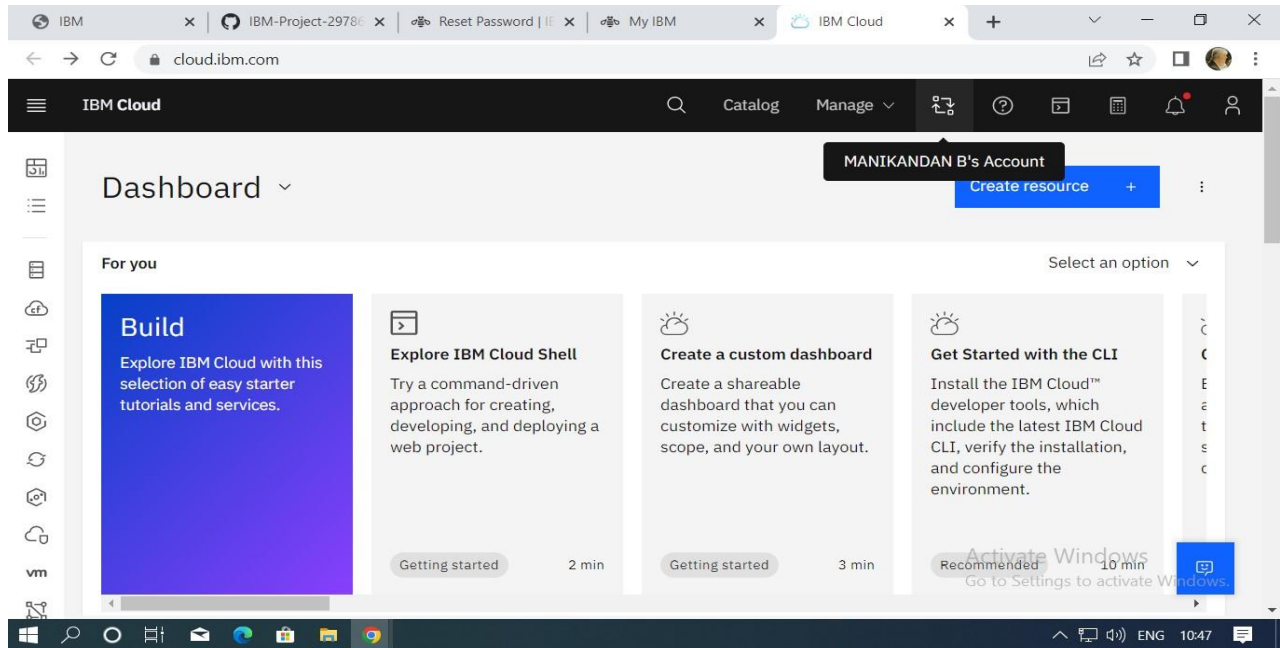 IBM
IBM-Project-29786
Reset Password | IE
My IBM
IBM Cloud
cloud.ibm.com
IBM Cloud
Catalog
Manage
MANIKANDAN B's Account
Dashboard
Create resource +
For you
Select an option
Build
Explore IBM Cloud with this
selection of easy starter
tutorials and services.
Explore IBM Cloud Shell
Try a command-driven
approach for creating,
developing, and deploying a
web project.
Getting started
2 min
Create a custom dashboard
Create a shareable
dashboard that you can
customize with widgets,
scope, and your own layout.
Getting started
3 min
Get Started with the CLI
Install the IBM Cloud™
developer tools, which
include the latest IBM Cloud
CLI, verify the installation,
and configure the
environment.
Recommended
10 min
cf
vm
Activate Windows
Go to Settings to activate Windows.
ENG
10:47